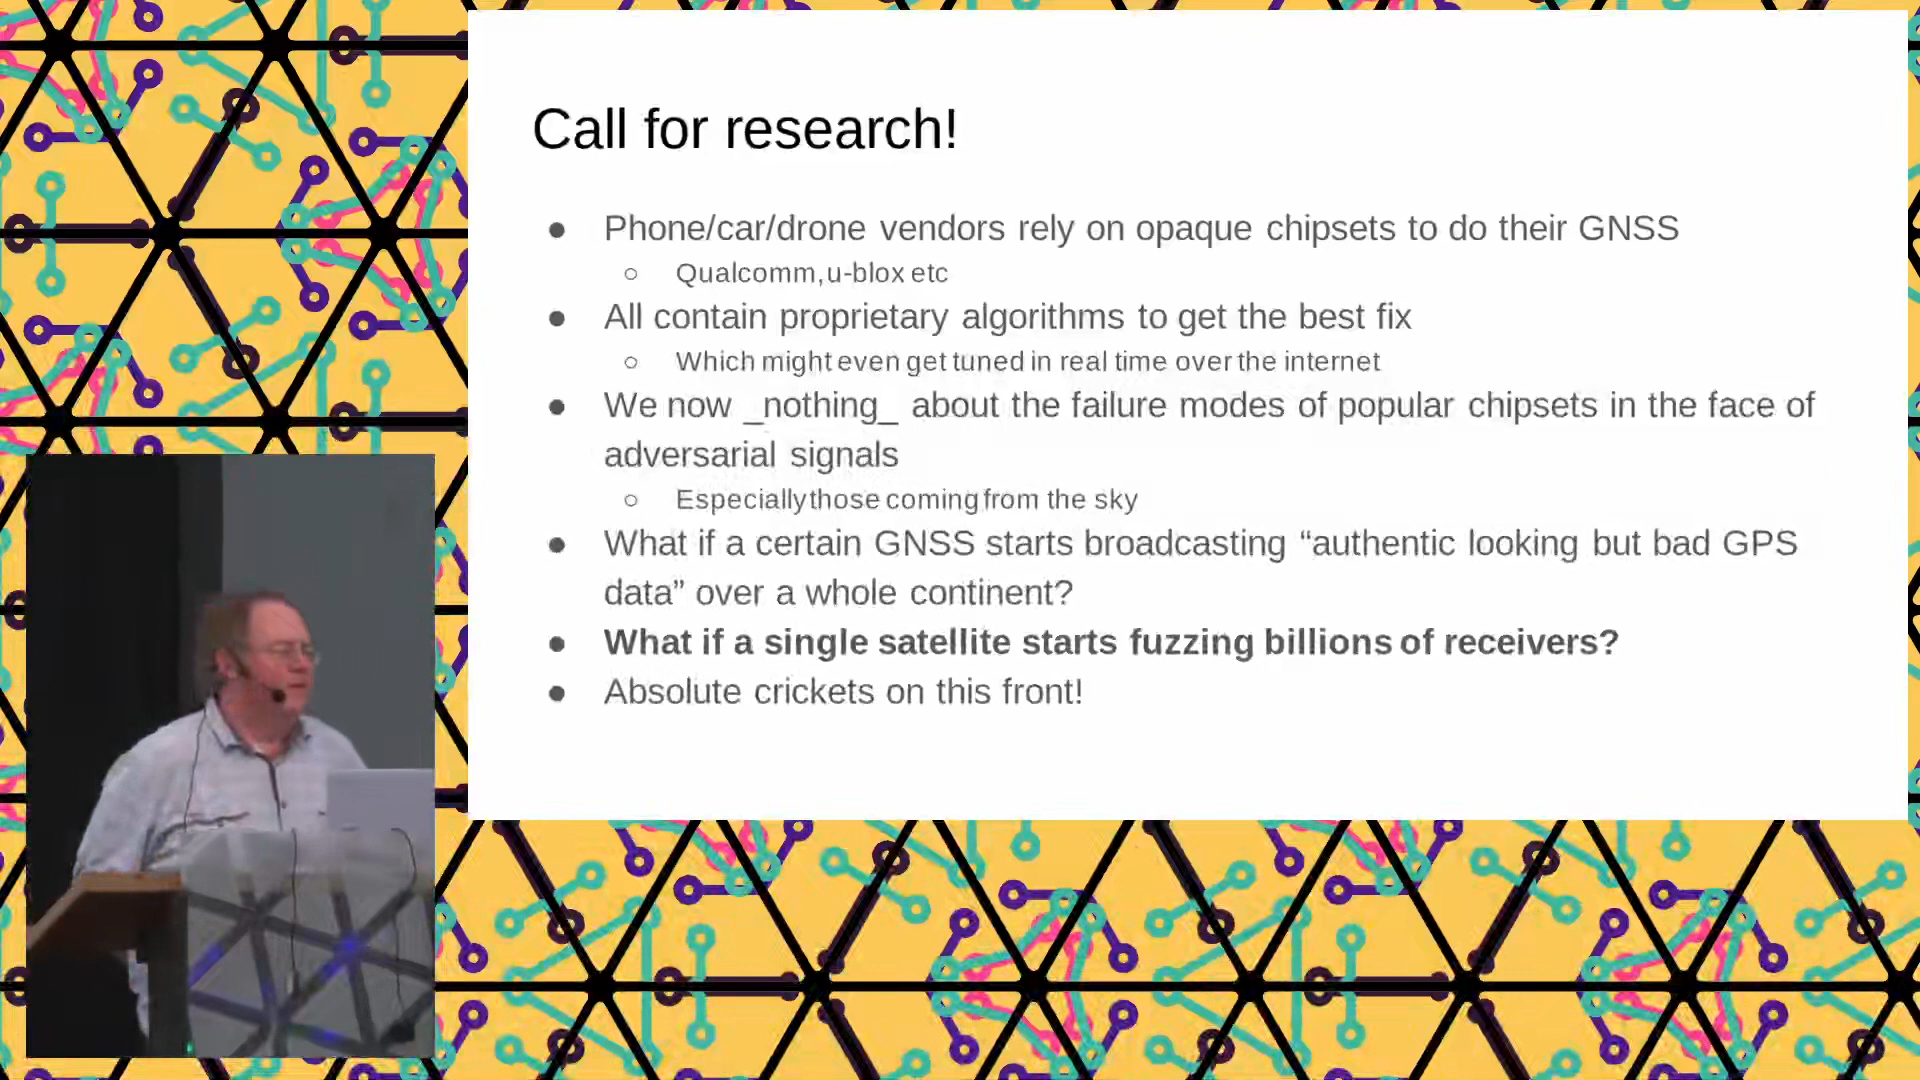 Call for research!
Phone/car/drone vendors rely on opaque chipsets to do their GNSS
Qualcomm, u-blox etc
All contain proprietary algorithms to get the best fix
Which might even get tuned in real time over the internet
We now _nothing_ about the failure modes of popular chipsets in the face of
adversarial signals
Especially those coming from the sky
What if a certain GNSS starts broadcasting “authentic looking but bad GPS
data” over a whole continent?
What if a single satellite starts fuzzing billions of receivers?
Absolute crickets on this front!